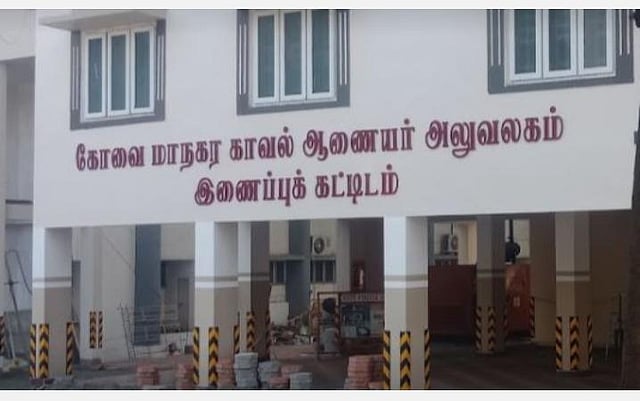 கோவை மாநகர காவல் ஆணையர் அலுவலகம்
இணைப்புக் கட்டிடம்